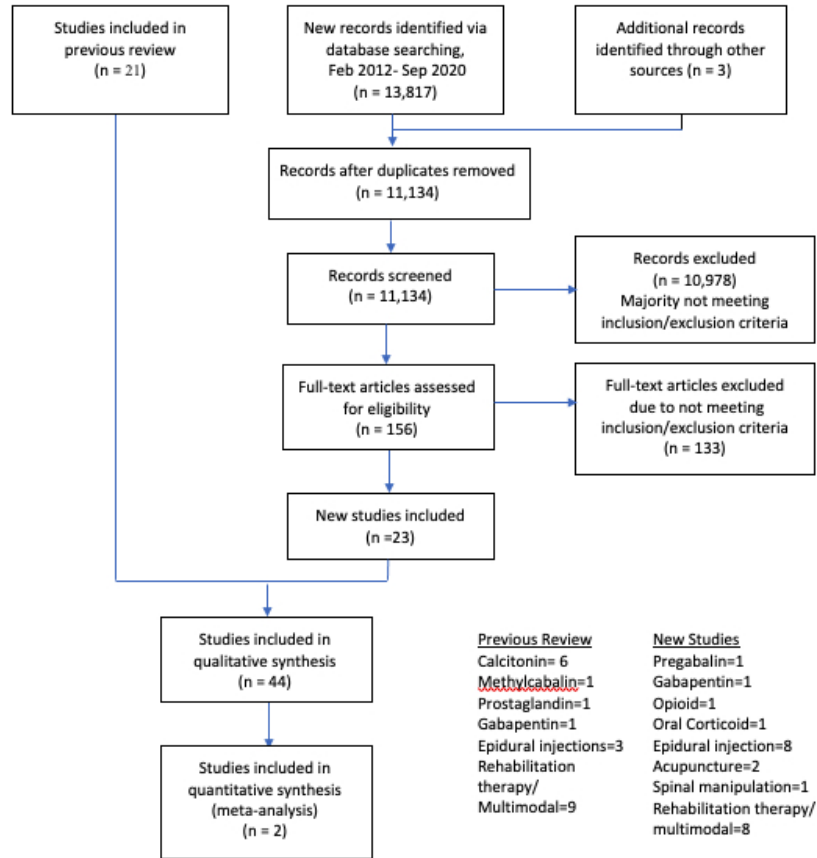 Studies included in
previous review
(n = 21)
New records identified via
database searching,
Feb 2012- Sep 2020
(n = 13,817)
Additional records
identified through other
sources (n = 3)
Records after duplicates removed
(n = 11,134)
Records screened
(n = 11,134)
Records excluded
(n = 10,978)
Majority not meeting
inclusion/exclusion criteria
Full-text articles assessed
for eligibility
(n = 156)
Full-text articles excluded
due to not meeting
inclusion/exclusion criteria
(n = 133)
New studies included
(n =23)
Studies included in
qualitative synthesis
(n = 44)
Studies included in
quantitative synthesis
(meta-analysis)
(n = 2)
Previous Review
Calcitonin= 6
Methylcabalin=1
Prostaglandin=1
Gabapentin=1
Epidural injections=3
Rehabilitation
therapy/
Multimodal=9
New Studies
Pregabalin=1
Gabapentin=1
Opioid=1
Oral Corticoid=1
Epidural injection=8
Acupuncture=2
Spinal manipulation=1
Rehabilitation therapy/
multimodal=8